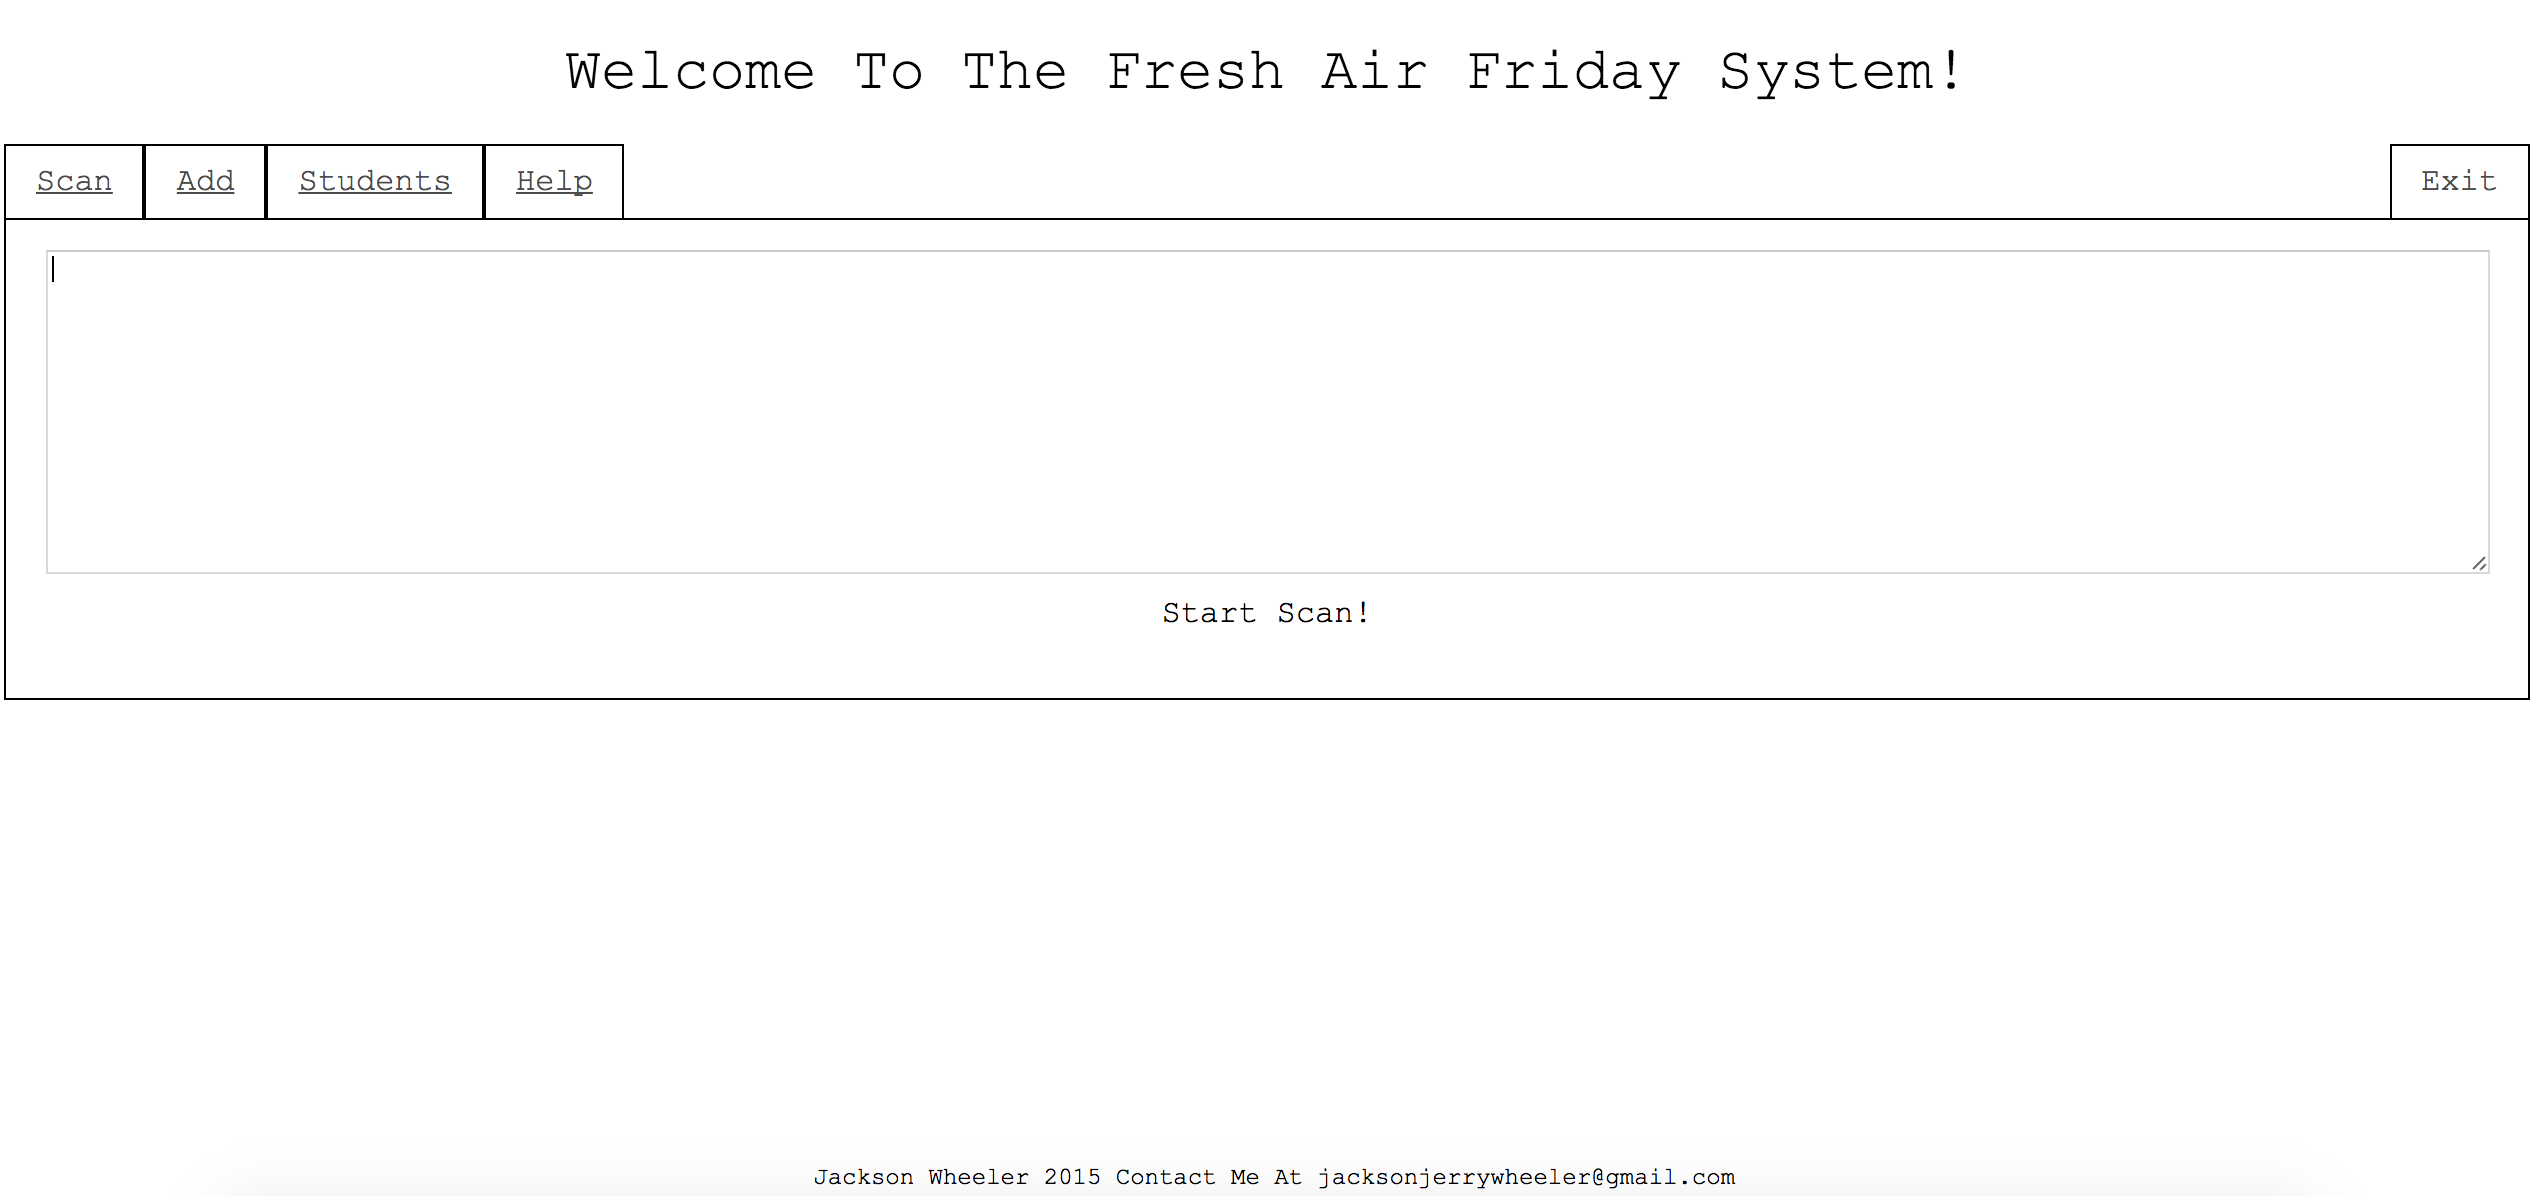 Welcome To The Fresh Air Friday System!
Scan Add Students Help Exit
Start Scan!
Jackson Wheeler 2015 Contact Me At jacksonjerrywheeler@gmail.com